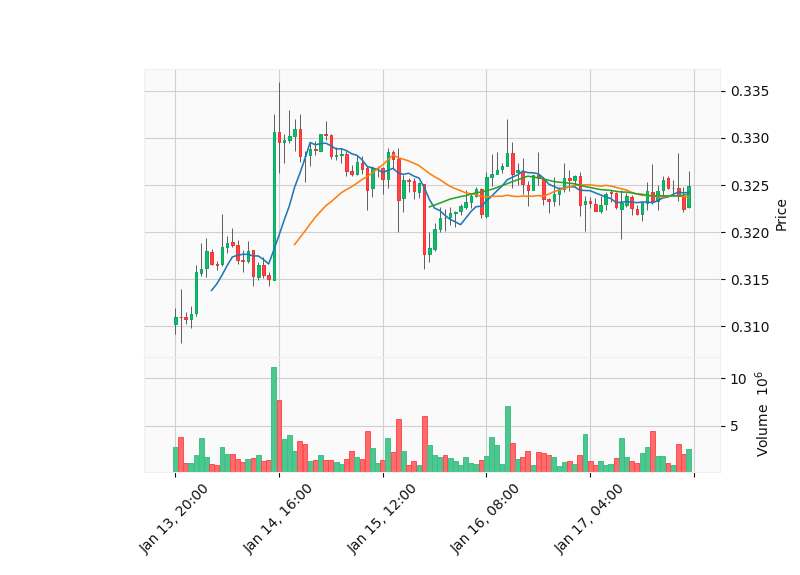 0.335
0.330
0.325
0.320
0.315
0.310
Price
10
5
Volume 10^6
Jan 13, 20:00
Jan 14, 16:00
Jan 15, 12:00
Jan 16, 08:00
Jan 17, 04:00